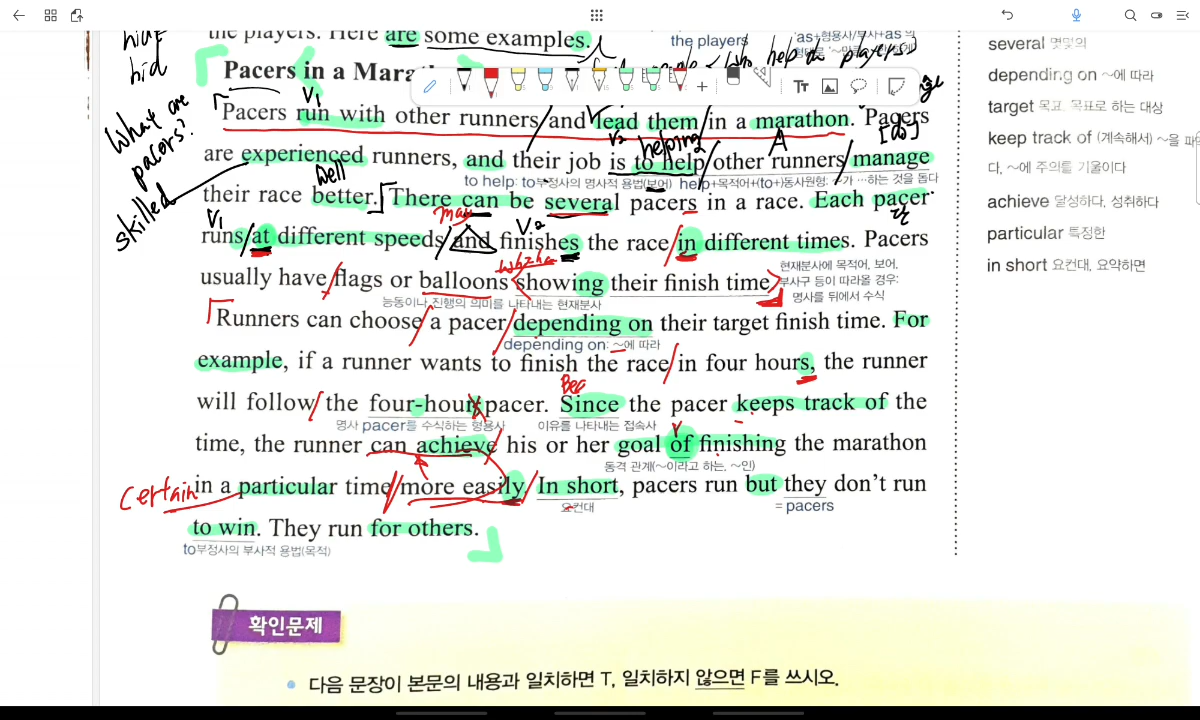 the players. Here are some examples.
the players
'as+형용사/부사+as 의
hide
hid
help
players?
Pacers in a Mara
V1
What are
pacers?
Pacers run with other runners and lead them in a marathon. Pacers
V2
helping
A
[do]
are experienced runners, and their job is to help other runners manage
Well
to help: to부정사의 명사적 용법(보어)
help+목적어+(to)+동사원형: 가 …하는 것을 돕다
their race better. There can be several pacers in a race. Each pacer
skilled
V1
may
V2
runs at different speeds and finishes the race in different times. Pacers
usually have flags or balloons showing their finish time
현재분사에 목적어, 보어,
부사구 등이 따라올 경우:
명사를 뒤에서 수식
능동이나 진행의 의미를 나타내는 현재분사
Runners can choose a pacer depending on their target finish time. For
depending on: ~에 따라
example, if a runner wants to finish the race in four hours, the runner
Bec
will follow the four-hour pacer. Since the pacer keeps track of the
명사 pacer를 수식하는 형용사
이유를 나타내는 접속사
time, the runner can achieve his or her goal of finishing the marathon
동격 관계(~이라고 하는, ~인)
Certain
in a particular time more easily. In short, pacers run but they don't run
요컨대
= pacers
to win. They run for others.
to부정사의 부사적 용법(목적)
several 몇몇의
depending on ~에 따라
target 목표, 목표로 하는 대상
keep track of (계속해서) ~을 파
다, ~에 주의를 기울이다
achieve 달성하다, 성취하다
particular 특정한
in short 요컨대, 요약하면
확인문제
다음 문장이 본문의 내용과 일치하면 T, 일치하지 않으면 F를 쓰시오.